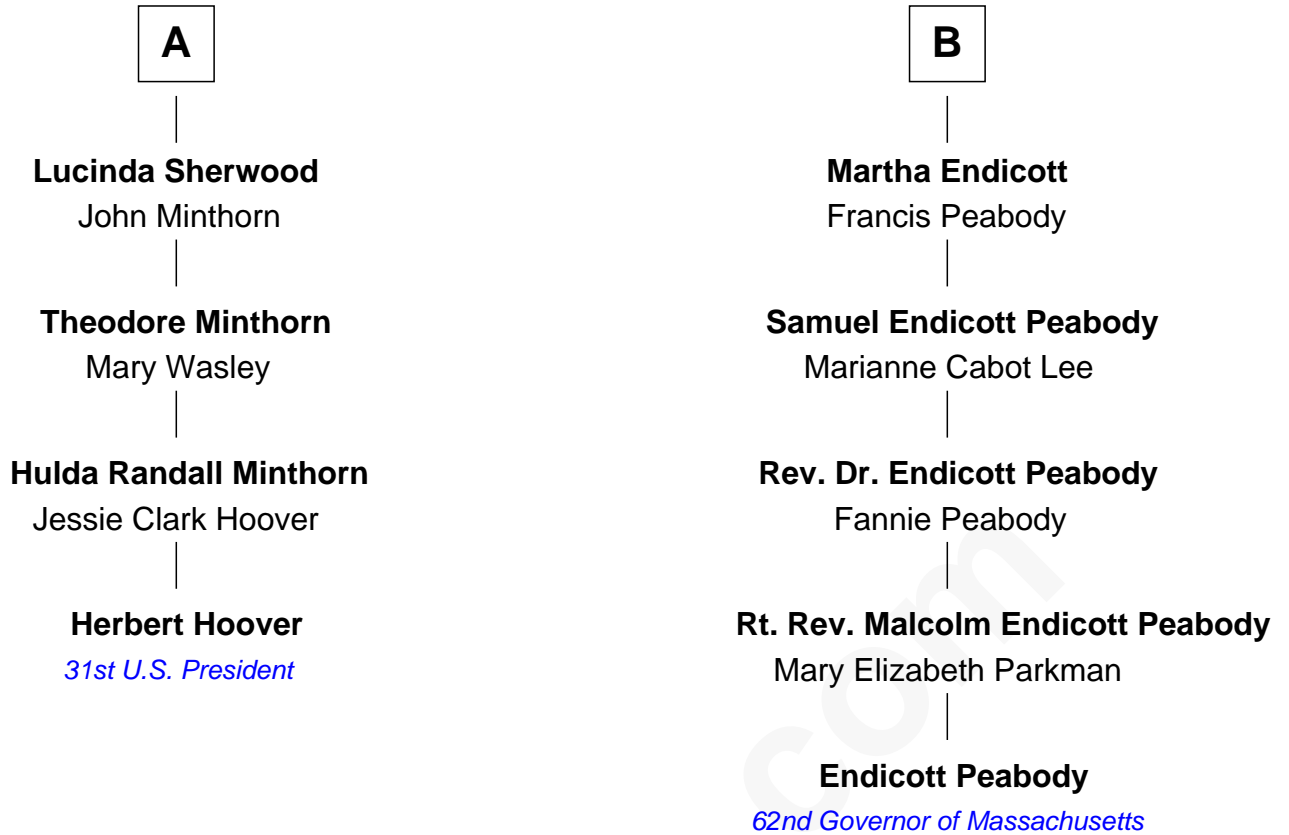 A
Lucinda Sherwood
John Minthorn
Theodore Minthorn
Mary Wasley
Hulda Randall Minthorn
Jessie Clark Hoover
Herbert Hoover
31st U.S. President
B
Martha Endicott
Francis Peabody
Samuel Endicott Peabody
Marianne Cabot Lee
Rev. Dr. Endicott Peabody
Fannie Peabody
Rt. Rev. Malcolm Endicott Peabody
Mary Elizabeth Parkman
Endicott Peabody
62nd Governor of Massachusetts
com